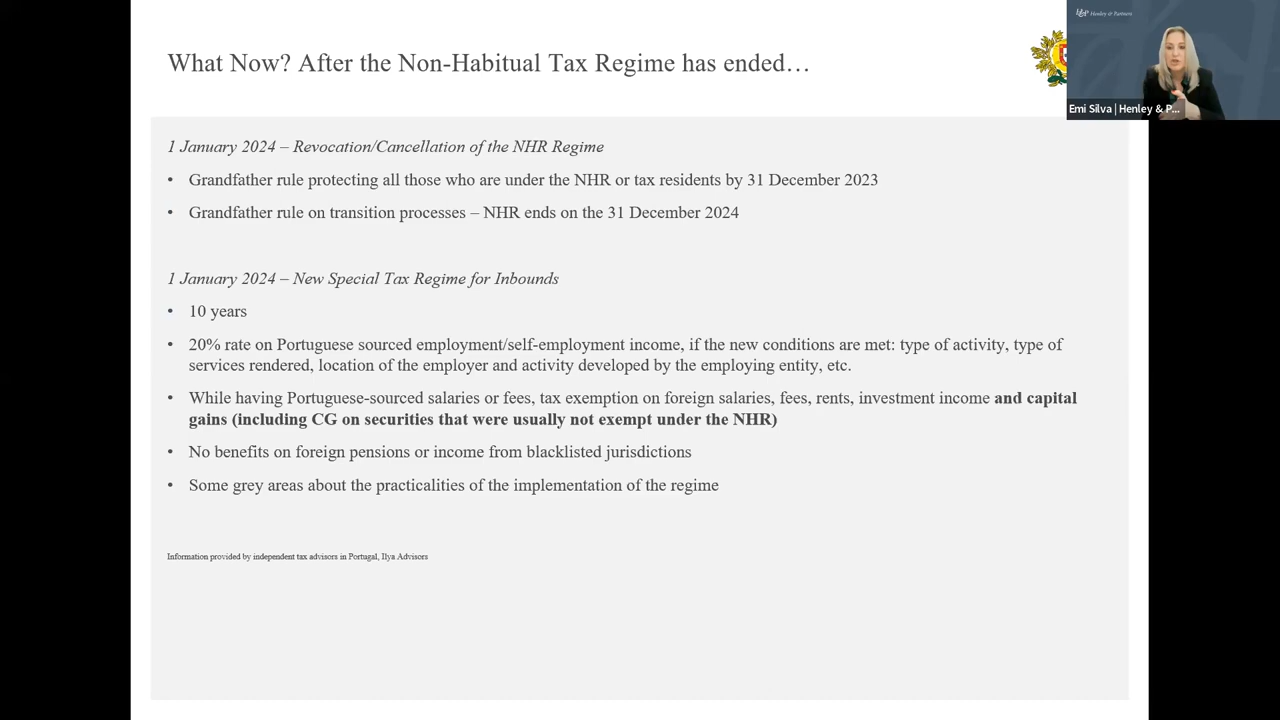 Henley & Partners
What Now? After the Non-Habitual Tax Regime has ended…
Emi Silva | Henley & P...
1 January 2024 – Revocation/Cancellation of the NHR Regime
• Grandfather rule protecting all those who are under the NHR or tax residents by 31 December 2023
• Grandfather rule on transition processes – NHR ends on the 31 December 2024
1 January 2024 – New Special Tax Regime for Inbounds
• 10 years
• 20% rate on Portuguese sourced employment/self-employment income, if the new conditions are met: type of activity, type of
services rendered, location of the employer and activity developed by the employing entity, etc.
• While having Portuguese-sourced salaries or fees, tax exemption on foreign salaries, fees, rents, investment income and capital
gains (including CG on securities that were usually not exempt under the NHR)
• No benefits on foreign pensions or income from blacklisted jurisdictions
• Some grey areas about the practicalities of the implementation of the regime
Information provided by independent tax advisors in Portugal, Ilya Advisors